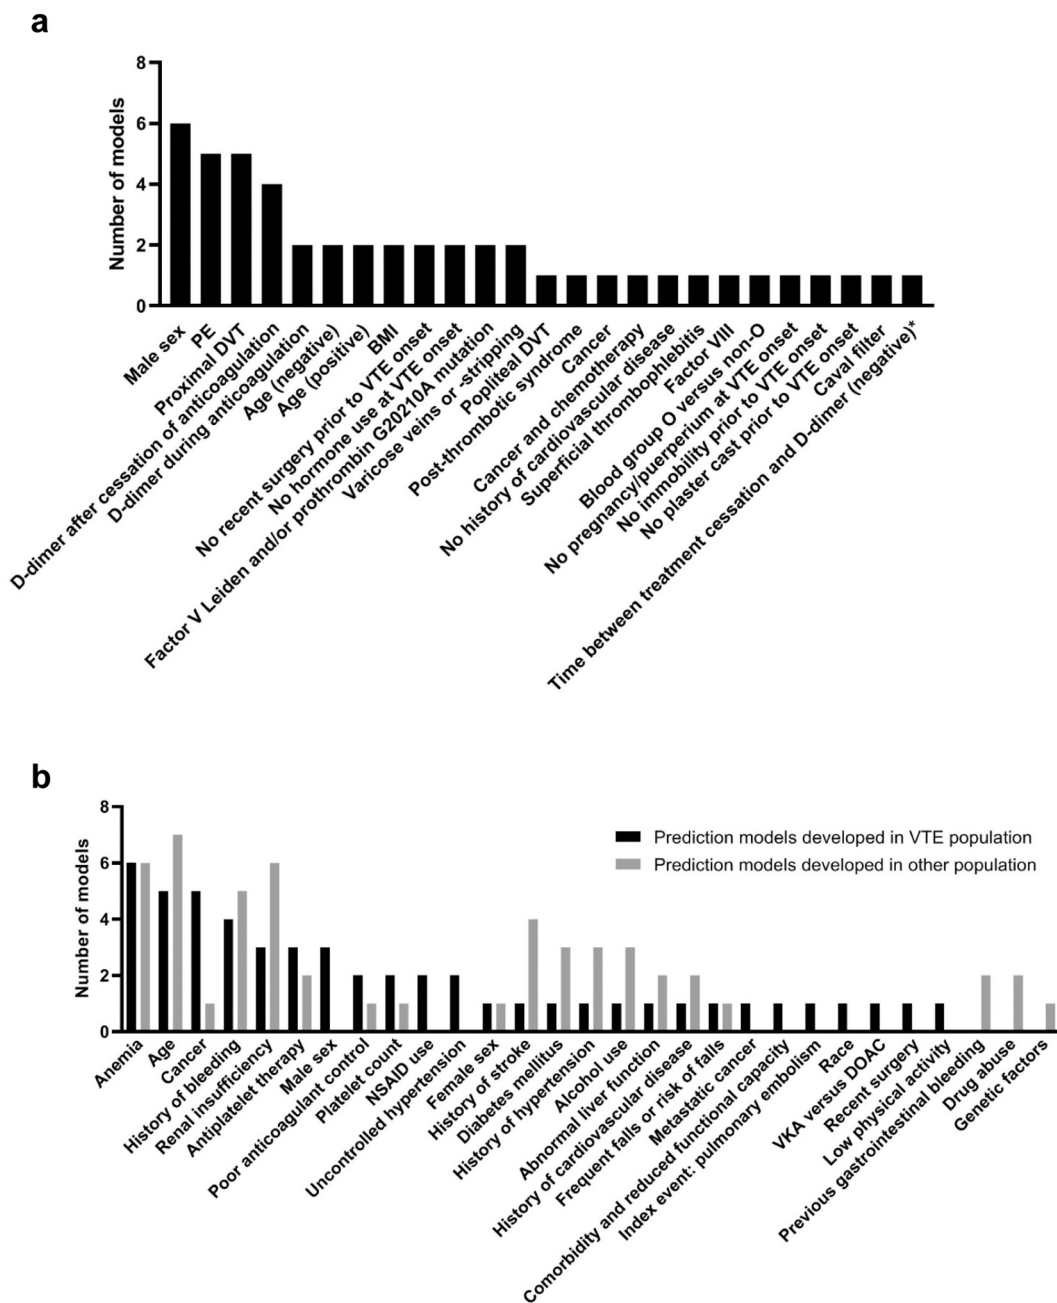 a
Number of models
8
6
4
2
0
Male sex
PE
Proximal DVT
D-dimer after cessation of anticoagulation
D-dimer during anticoagulation
Age (negative)
Age (positive)
BMI
No recent surgery prior to VTE onset
No hormone use at VTE onset
Factor V Leiden and/or prothrombin G20210A mutation
Varicose veins or -stripping
Popliteal DVT
Post-thrombotic syndrome
Cancer
Cancer and chemotherapy
No history of cardiovascular disease
Superficial thrombophlebitis
Factor VIII
Blood group O versus non-O
No pregnancy/puerperium at VTE onset
No immobility prior to VTE onset
No plaster cast prior to VTE onset
Caval filter
Time between treatment cessation and D-dimer (negative)*
b
Number of models
8
6
4
2
0
Prediction models developed in VTE population
Prediction models developed in other population
Anemia
Age
Cancer
History of bleeding
Renal insufficiency
Antiplatelet therapy
Male sex
Poor anticoagulant control
Platelet count
NSAID use
Uncontrolled hypertension
Female sex
History of stroke
Diabetes mellitus
History of hypertension
Alcohol use
Abnormal liver function
History of cardiovascular disease
Frequent falls or risk of falls
Metastatic cancer
Comorbidity and reduced functional capacity
Index event: pulmonary embolism
Race
VKA versus DOAC
Recent surgery
Low physical activity
Previous gastrointestinal bleeding
Drug abuse
Genetic factors